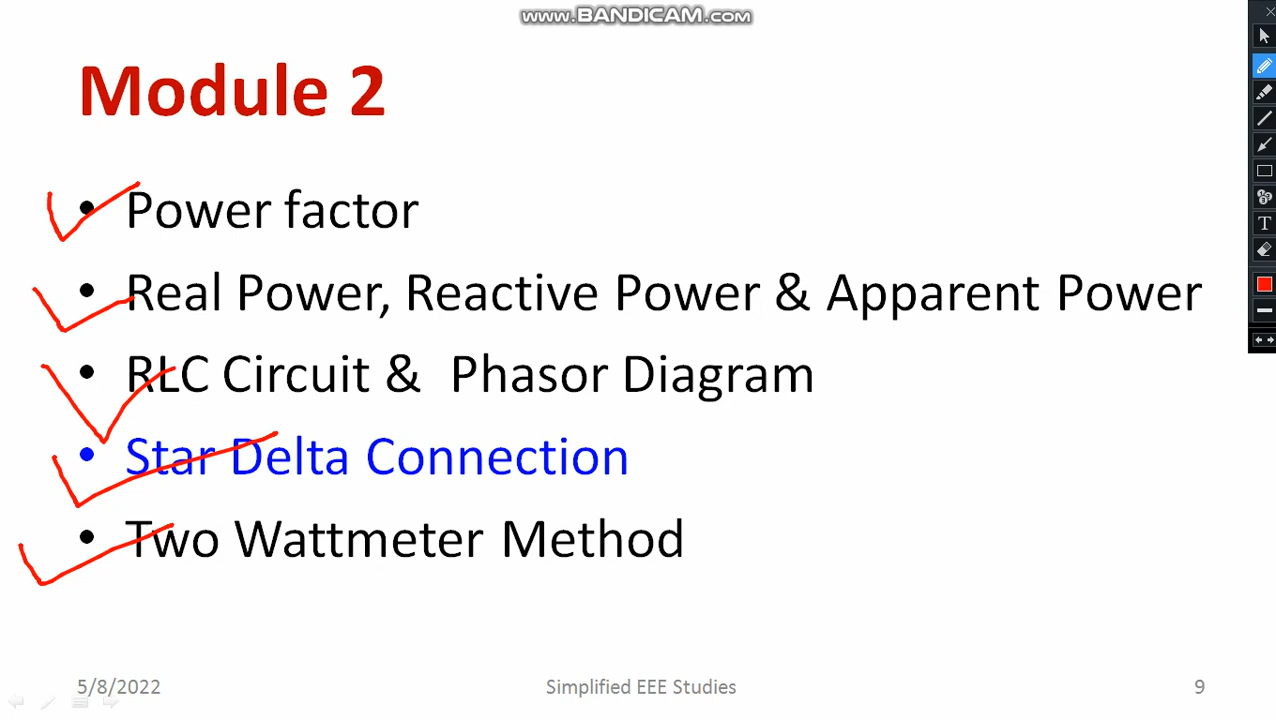 www.BANDICAM.com
Module 2
• Power factor
• Real Power, Reactive Power & Apparent Power
• RLC Circuit & Phasor Diagram
• Star Delta Connection
• Two Wattmeter Method
5/8/2022
Simplified EEE Studies
9
T